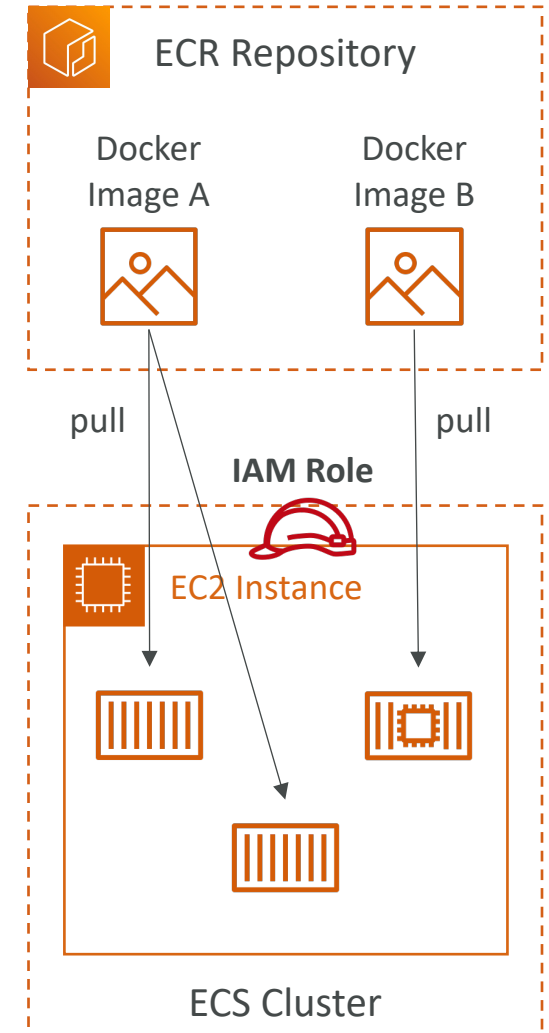 ECR Repository
Docker
Image A
Docker
Image B
pull
pull
IAM Role
EC2 Instance
ECS Cluster